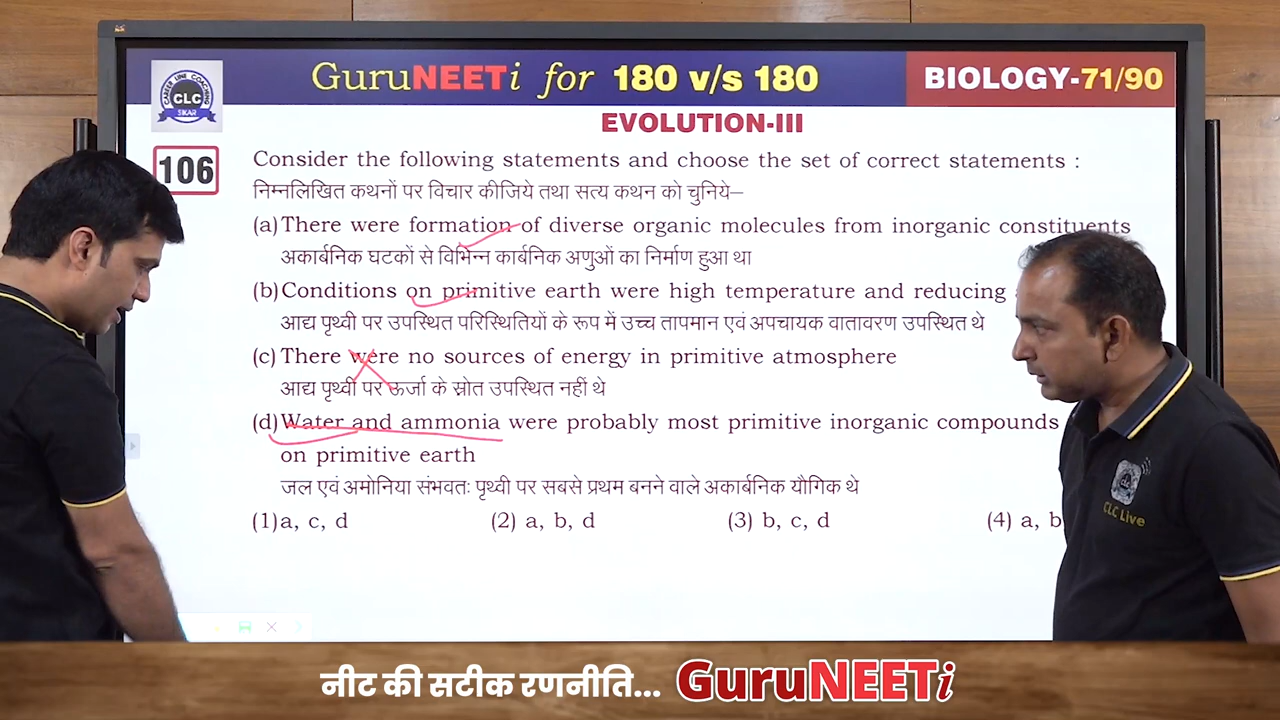 GuruNEETi for 180 v/s 180
BIOLOGY-71/90
CAREER LINE COACHING
CLC
SIKAR
EVOLUTION-III
106
Consider the following statements and choose the set of correct statements :
निम्नलिखित कथनों पर विचार कीजिये तथा सत्य कथन को चुनिये–
(a) There were formation of diverse organic molecules from inorganic constituents
अकार्बनिक घटकों से विभिन्न कार्बनिक अणुओं का निर्माण हुआ था
(b) Conditions on primitive earth were high temperature and reducing
आद्य पृथ्वी पर उपस्थित परिस्थितियों के रूप में उच्च तापमान एवं अपचायक वातावरण उपस्थित थे
(c) There were no sources of energy in primitive atmosphere
आद्य पृथ्वी पर ऊर्जा के स्रोत उपस्थित नहीं थे
(d) Water and ammonia were probably most primitive inorganic compounds
on primitive earth
जल एवं अमोनिया संभवतः पृथ्वी पर सबसे प्रथम बनने वाले अकार्बनिक यौगिक थे
(1) a, c, d (2) a, b, d (3) b, c, d (4) a, b
CLC Live
नीट की सटीक रणनीति... GuruNEETi